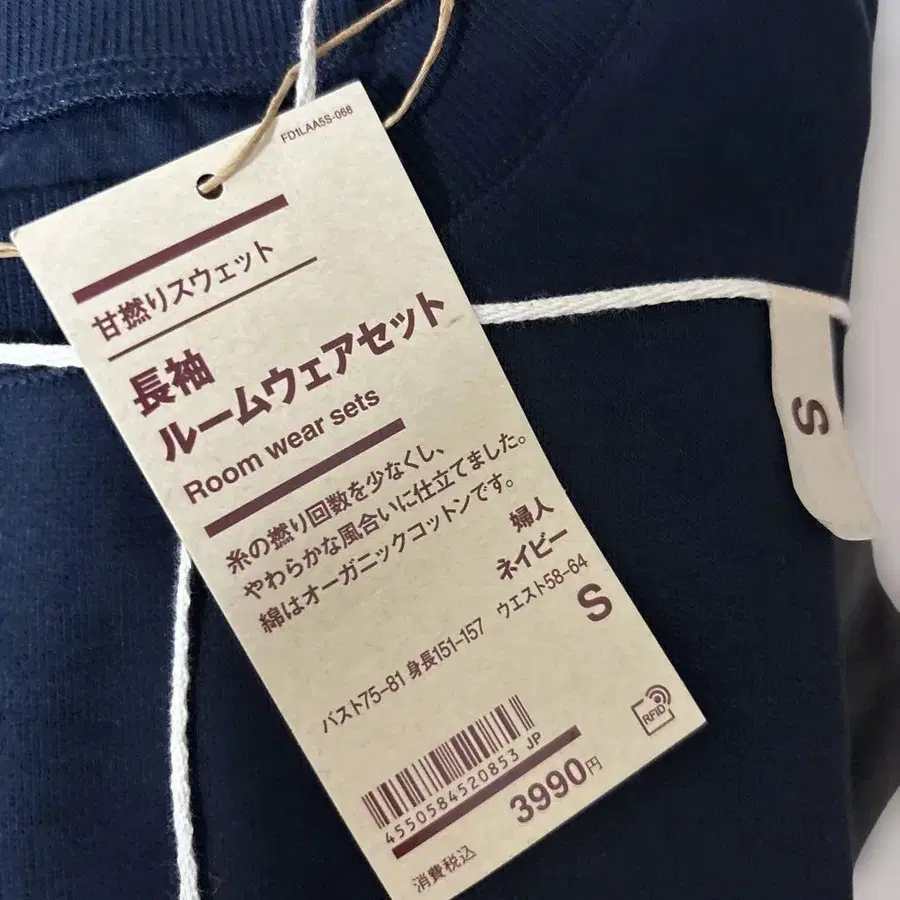 FD1LAA5S-068
甘撚りスウェット
長袖
ルームウェアセット
Room wear sets
糸の撚り回数を少なくし、
やわらかな風合いに仕立てました。
綿はオーガニックコットンです。
婦人
ネイビー
バスト75-81 身長151-157 ウエスト58-64
S
RFID
4550584520853 JP
3990円
消費税込
S